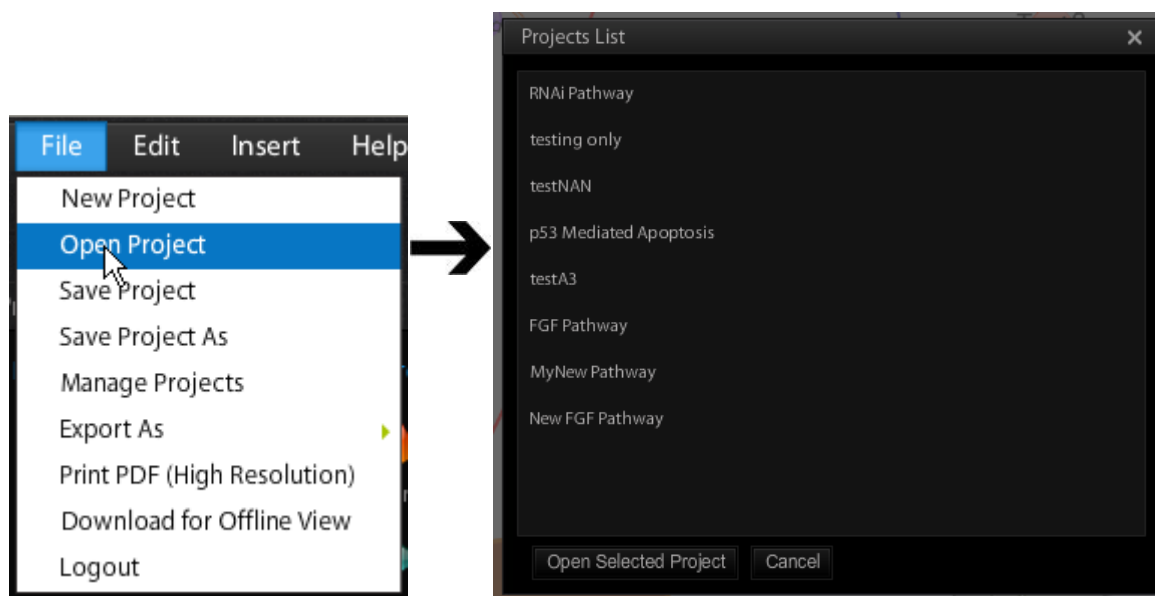 File Edit Insert Help
New Project
Open Project
Save Project
Save Project As
Manage Projects
Export As
Print PDF (High Resolution)
Download for Offline View
Logout
Projects List
RNAi Pathway
testing only
testNAN
p53 Mediated Apoptosis
testA3
FGF Pathway
MyNew Pathway
New FGF Pathway
Open Selected Project Cancel